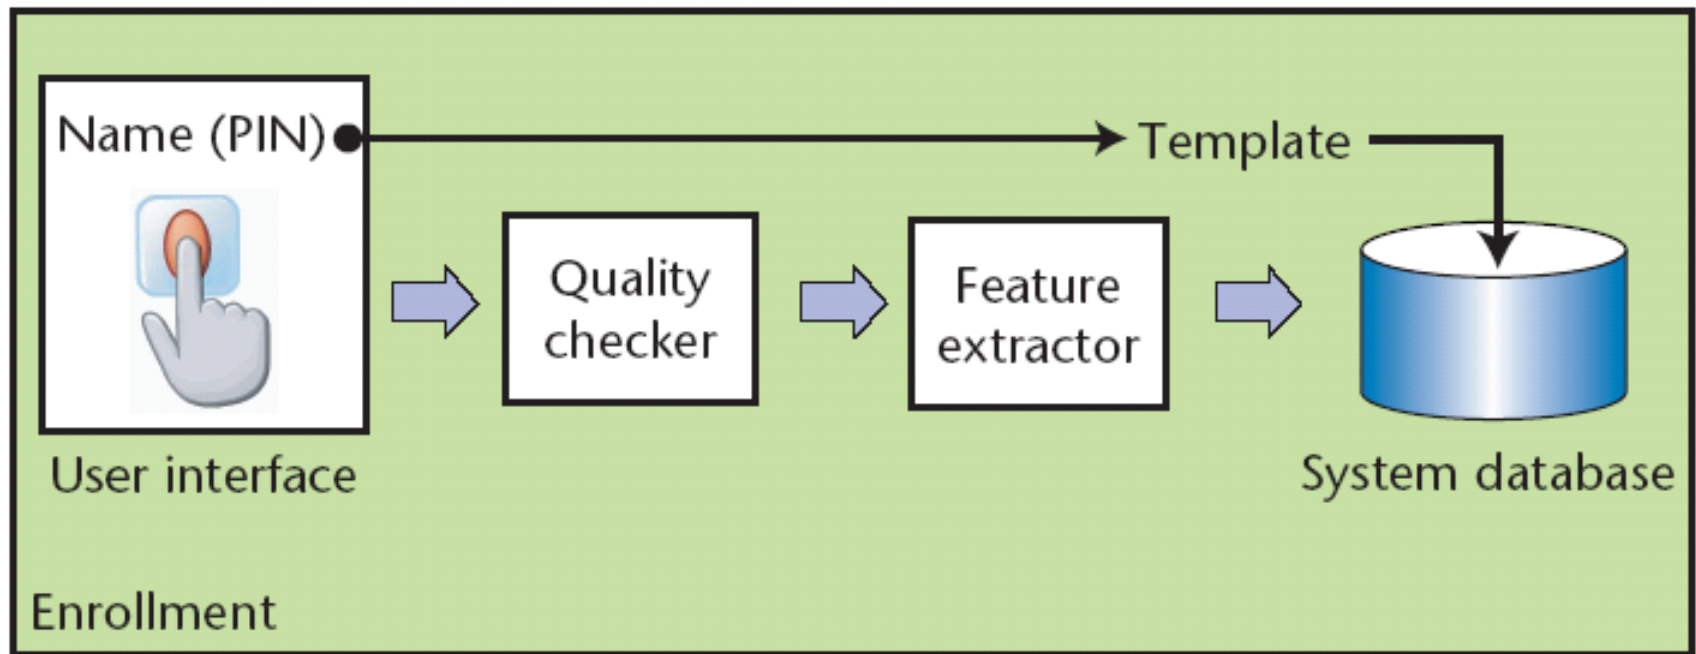 Name (PIN)
Template
Quality
checker
Feature
extractor
User interface
System database
Enrollment